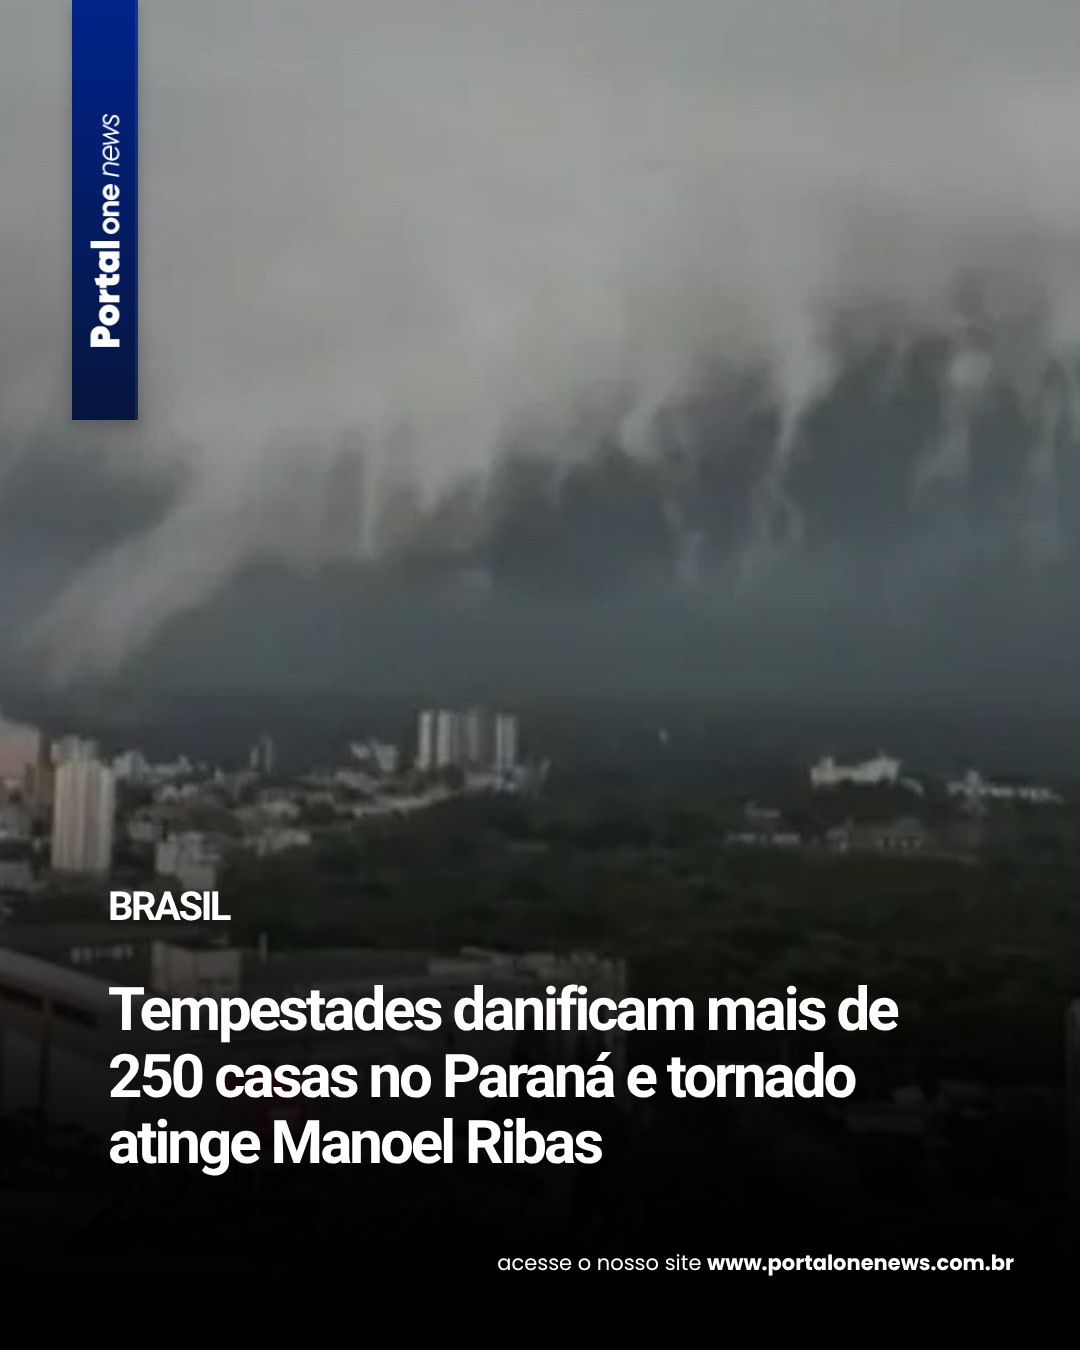 Portal one news
BRASIL
Tempestades danificam mais de
250 casas no Paraná e tornado
atinge Manoel Ribas
acesse o nosso site www.portalonenews.com.br